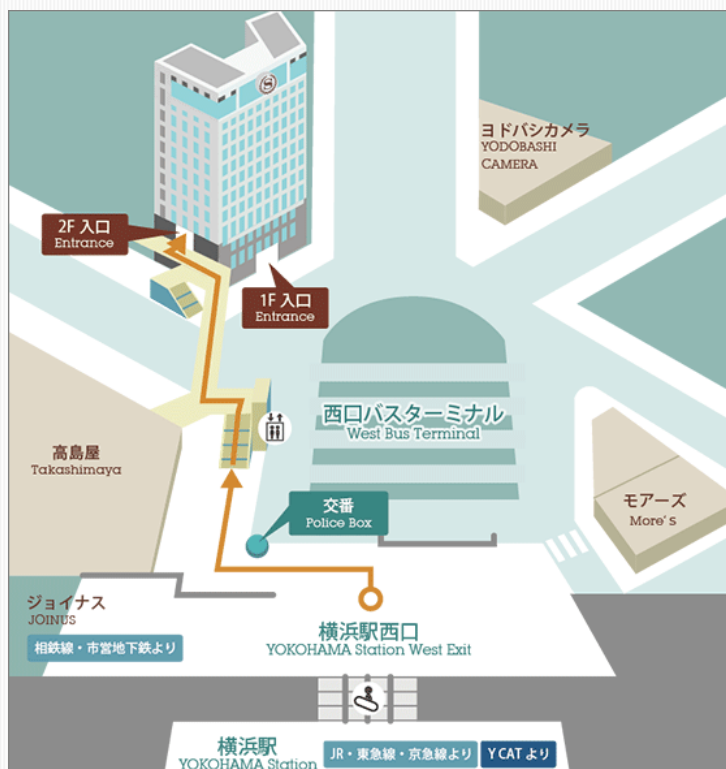 ヨドバシカメラ
YODOBASHI
CAMERA
2F 入口
Entrance
1F 入口
Entrance
西口バスターミナル
West Bus Terminal
高島屋
Takashimaya
モアーズ
More's
交番
Police Box
ジョイナス
JOINUS
相鉄線・市営地下鉄より
横浜駅西口
YOKOHAMA Station West Exit
横浜駅
YOKOHAMA Station
JR・東急線・京急線より
YCATより